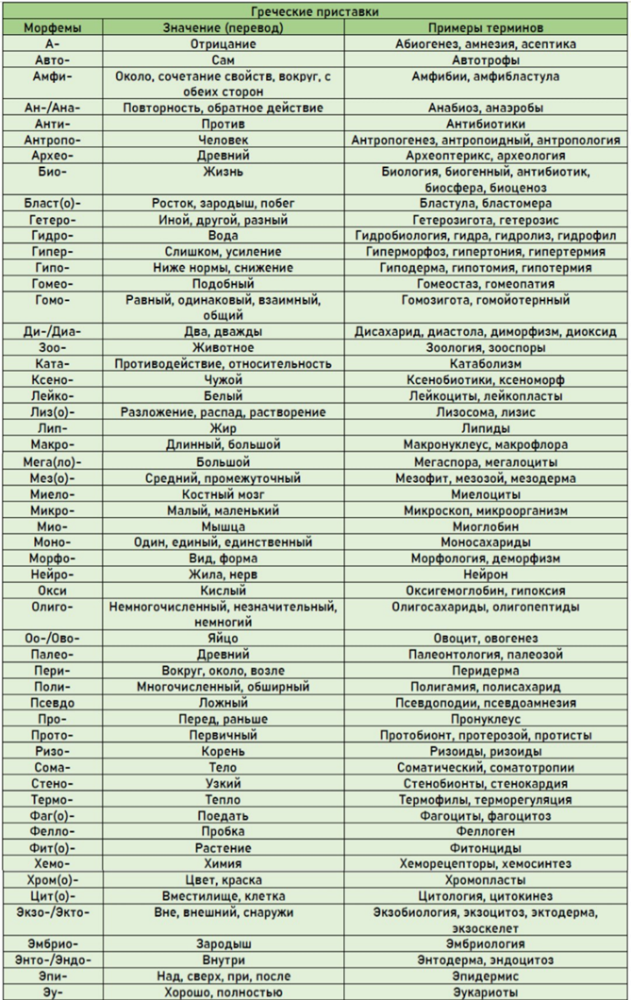 Греческие приставки
Морфемы Значение (перевод) Примеры терминов
А- Отрицание Абиогенез, амнезия, асептика
Авто- Сам Автотрофы
Амфи- Около, сочетание свойств, вокруг, с Амфибии, амфибластула
обеих сторон
Ан-/Ана- Повторность, обратное действие Анабиоз, анаэробы
Анти- Против Антибиотики
Антропо- Человек Антропогенез, антропоидный, антропология
Архео- Древний Археоптерикс, археология
Био- Жизнь Биология, биогенный, антибиотик,
биосфера, биоценоз
Бласт(о)- Росток, зародыш, побег Бластула, бластомера
Гетеро- Иной, другой, разный Гетерозигота, гетерозис
Гидро- Вода Гидробиология, гидра, гидролиз, гидрофил
Гипер- Слишком, усиление Гиперморфоз, гипертония, гипертермия
Гипо- Ниже нормы, снижение Гиподерма, гипотомия, гипотермия
Гомео- Подобный Гомеостаз, гомеопатия
Гомо- Равный, одинаковый, взаимный, Гомозигота, гомойотернный
общий
Ди-/Диа- Два, дважды Дисахарид, диастола, диморфизм, диоксид
Зоо- Животное Зоология, зооспоры
Ката- Противодействие, относительность Катаболизм
Ксено- Чужой Ксенобиотики, ксеноморф
Лейко- Белый Лейкоциты, лейкопласты
Лиз(о)- Разложение, распад, растворение Лизосома, лизис
Лип- Жир Липиды
Макро- Длинный, большой Макронуклеус, макрофлора
Мега(ло)- Большой Мегаспора, мегалоциты
Мез(о)- Средний, промежуточный Мезофит, мезозой, мезодерма
Миело- Костный мозг Миелоциты
Микро- Малый, маленький Микроскоп, микроорганизм
Мио- Мышца Миоглобин
Моно- Один, единый, единственный Моносахариды
Морфо- Вид, форма Морфология, деморфизм
Нейро- Жила, нерв Нейрон
Окси Кислый Оксигемоглобин, гипоксия
Олиго- Немногочисленный, незначительный, Олигосахариды, олигопептиды
немногий
Оо-/Ово- Яйцо Овоцит, овогенез
Палео- Древний Палеонтология, палеозой
Пери- Вокруг, около, возле Перидерма
Поли- Многочисленный, обширный Полигамия, полисахарид
Псевдо Ложный Псевдоподии, псевдоамнезия
Про- Перед, раньше Пронуклеус
Прото- Первичный Протобионт, протерозой, протисты
Ризо- Корень Ризоиды, ризоиды
Сома- Тело Соматический, соматотропии
Стено- Узкий Стенобионты, стенокардия
Термо- Тепло Термофилы, терморегуляция
Фаг(о)- Поедать Фагоциты, фагоцитоз
Фелло- Пробка Феллоген
Фит(о)- Растение Фитонциды
Хемо- Химия Хеморецепторы, хемосинтез
Хром(о)- Цвет, краска Хромопласты
Цит(о)- Вместилище, клетка Цитология, цитокинез
Экзо-/Экто- Вне, внешний, снаружи Экзобиология, экзоцитоз, эктодерма,
экзоскелет
Эмбрио- Зародыш Эмбриология
Энто-/Эндо- Внутри Энтодерма, эндоцитоз
Эпи- Над, сверх, при, после Эпидермис
Эу- Хорошо, полностью Эукариоты